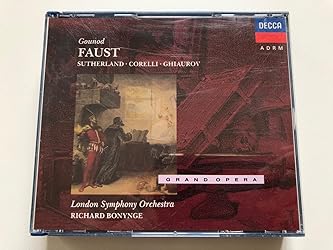 Gounod
FAUST
SUTHERLAND · CORELLI · GHIAUROV
DECCA
ADRM
GRAND OPERA
London Symphony Orchestra
RICHARD BONYNGE